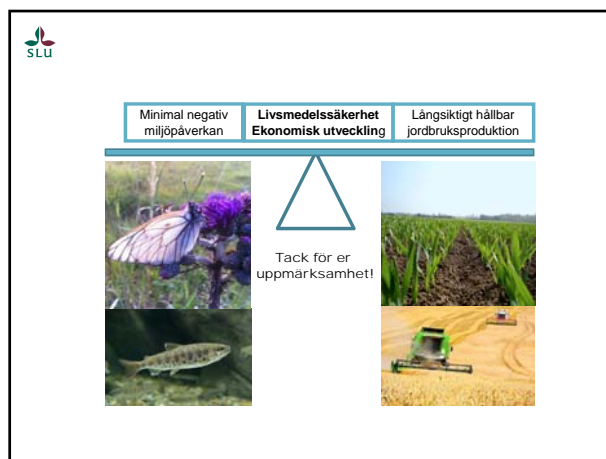 SLU
Minimal negativ
miljöpåverkan
Livsmedelssäkerhet
Ekonomisk utveckling
Långsiktigt hållbar
jordbruksproduktion
Tack för er
uppmärksamhet!